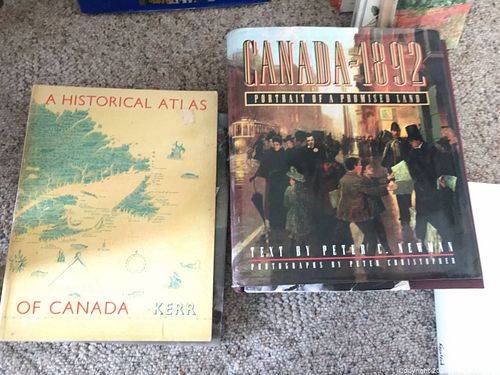 A HISTORICAL ATLAS
OF CANADA
KERR
CANADA-1892
PORTRAIT OF A PROMISED LAND
TEXT BY PETER C. NEWMAN
PHOTOGRAPHS BY PETER CHRISTOPHER